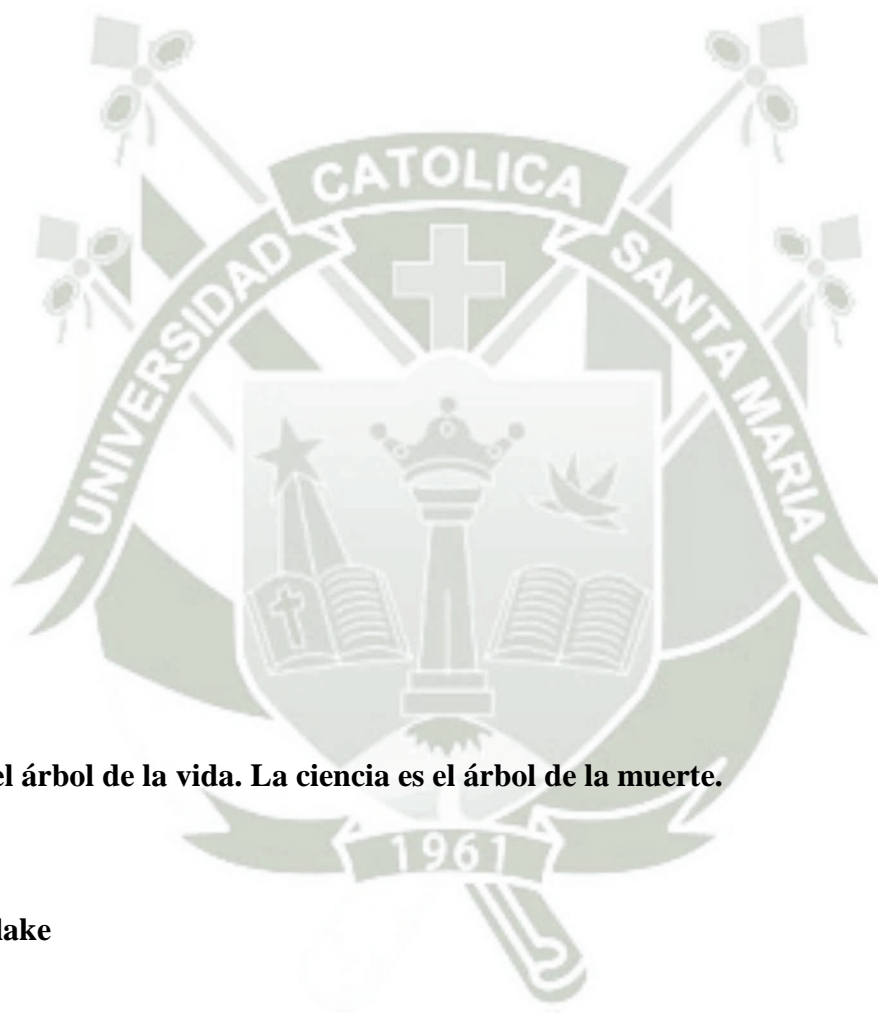 UNIVERSIDAD CATOLICA SANTA MARIA
el árbol de la vida. La ciencia es el árbol de la muerte.
1961
lake